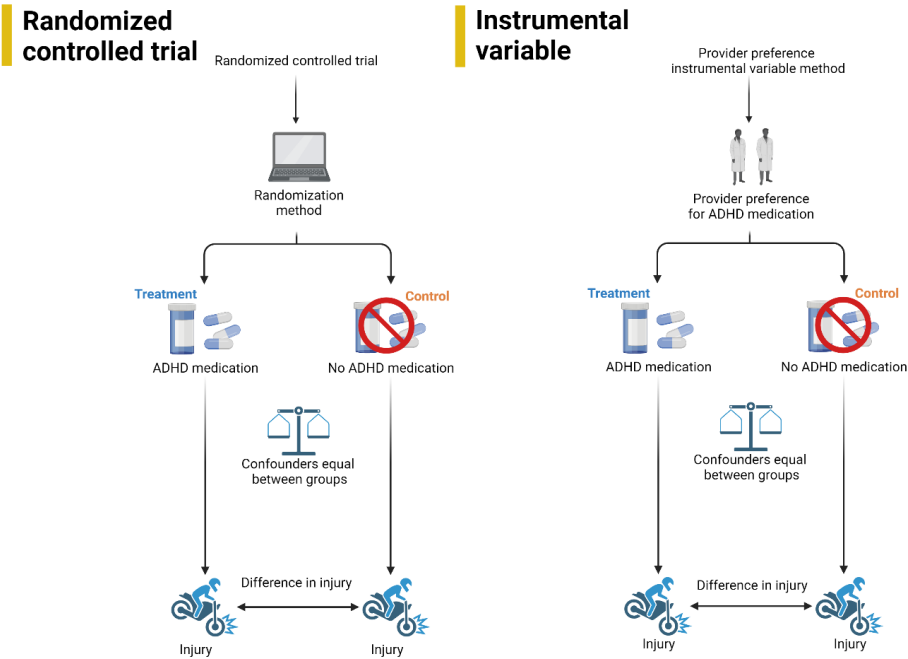 Randomized
controlled trial
Randomized controlled trial
Randomization
method
Treatment
Control
ADHD medication
No ADHD medication
Confounders equal
between groups
Difference in injury
Injury
Injury
Instrumental
variable
Provider preference
instrumental variable method
Provider preference
for ADHD medication
Treatment
Control
ADHD medication
No ADHD medication
Confounders equal
between groups
Difference in injury
Injury
Injury